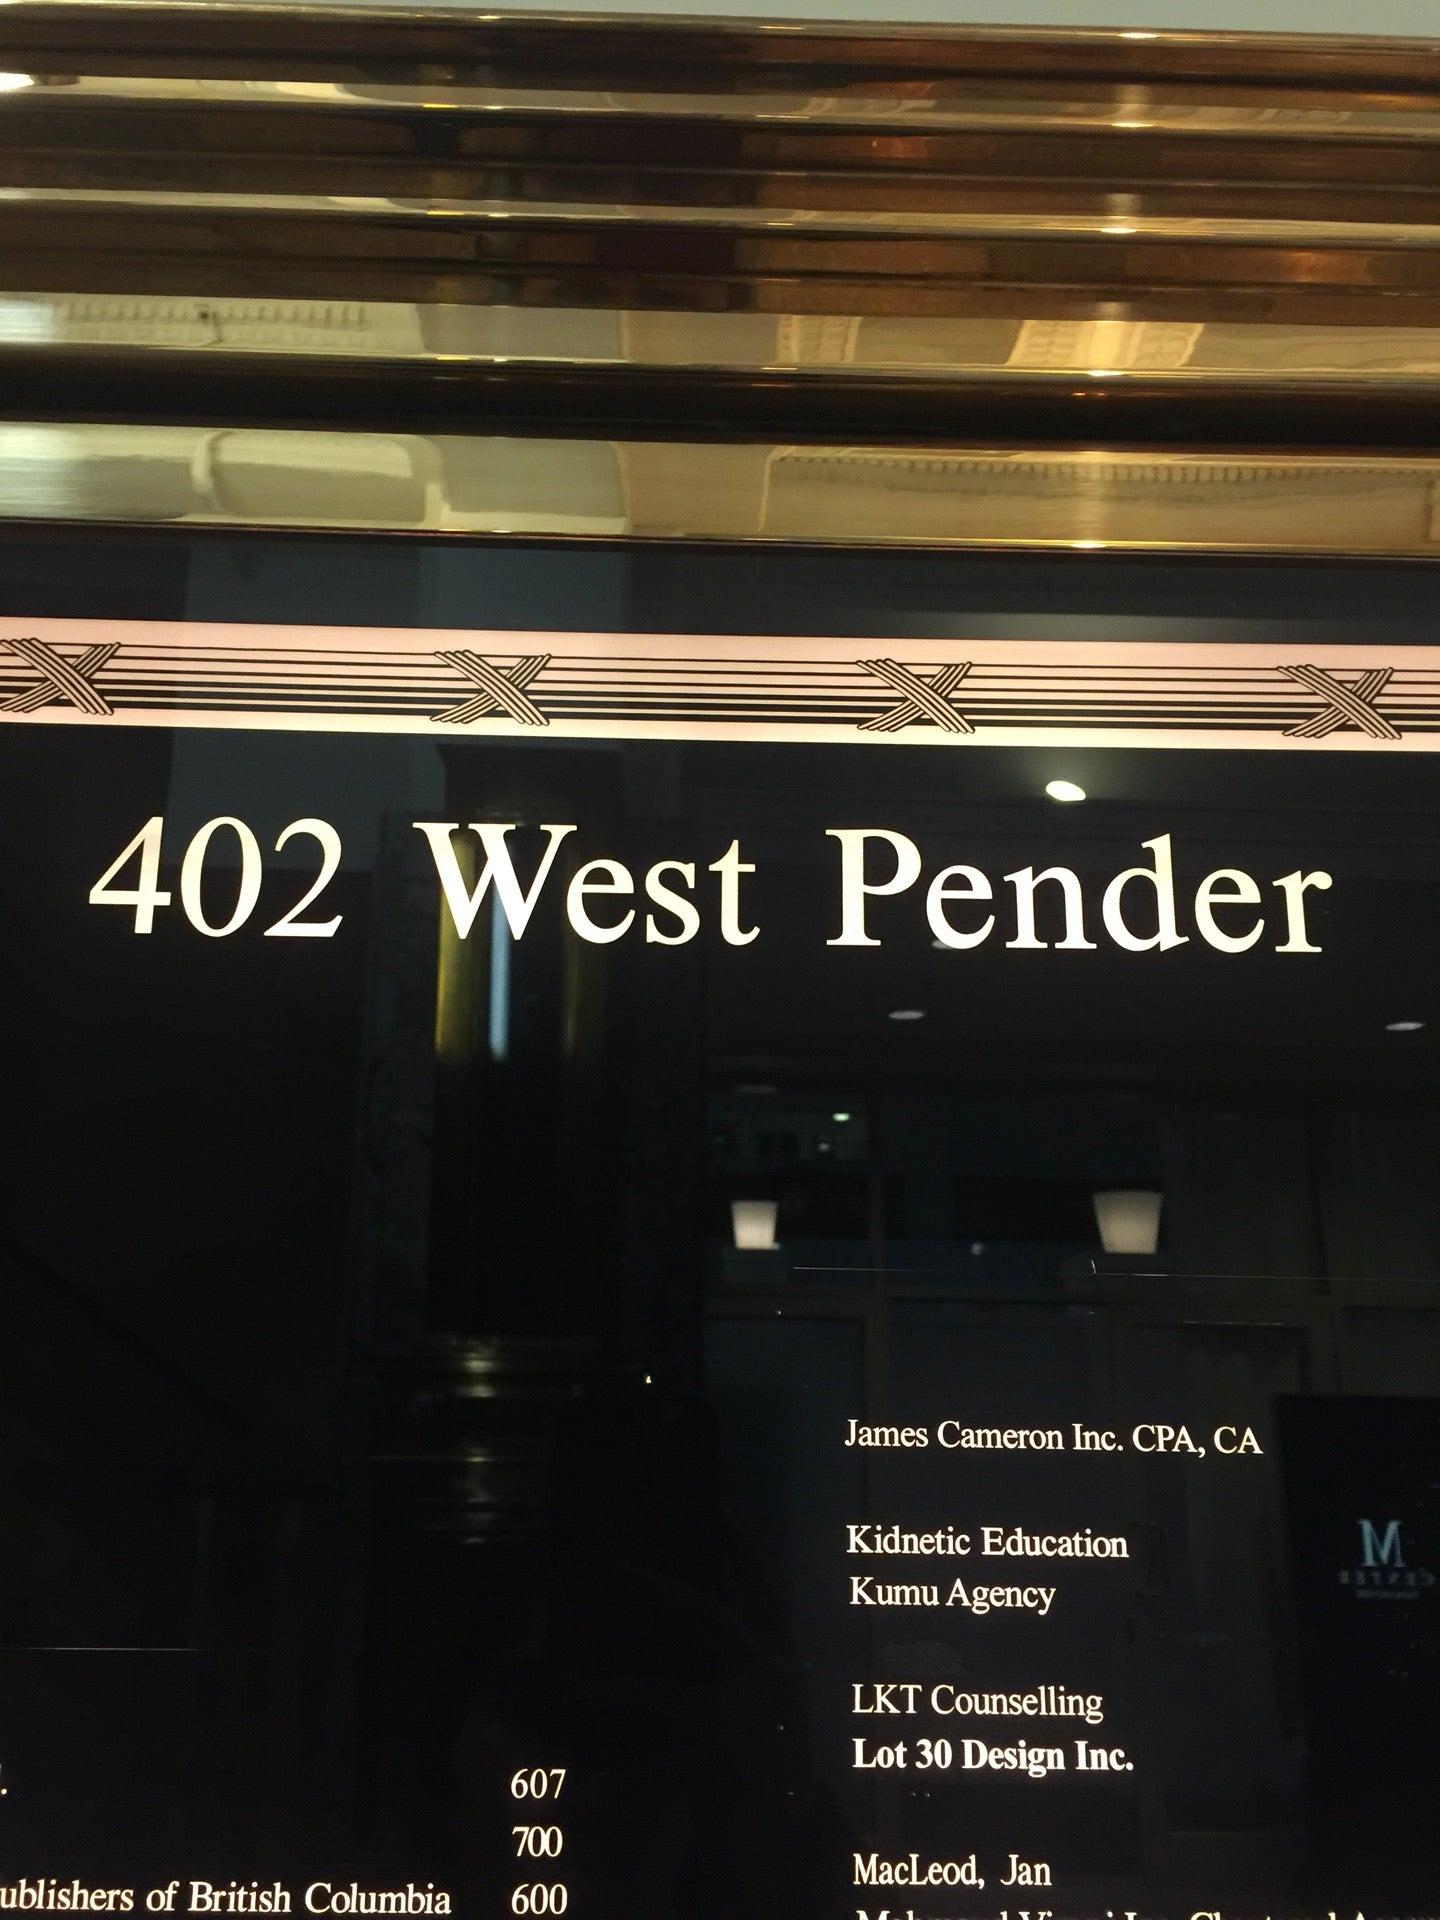 402 West Pender
James Cameron Inc. CPA, CA
Kidnetic Education
Kumu Agency
LKT Counselling
Lot 30 Design Inc.
607
700
ublishers of British Columbia 600
MacLeod, Jan
M
CENTER